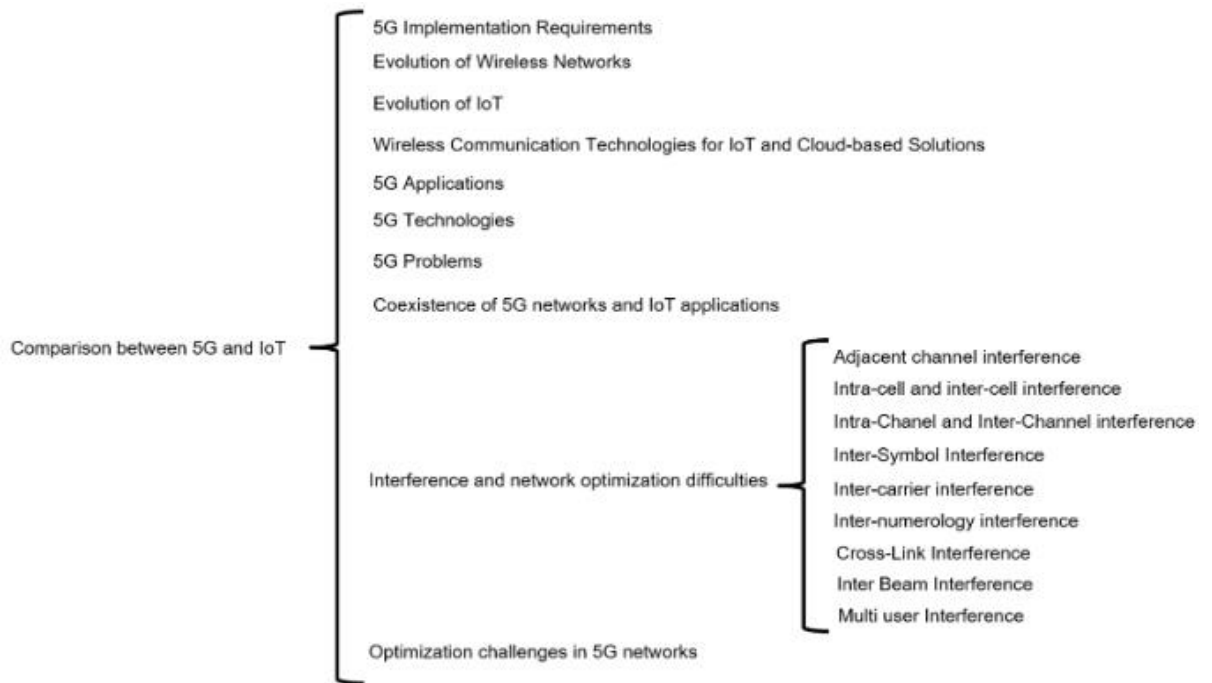 5G Implementation Requirements
Evolution of Wireless Networks
Evolution of IoT
Wireless Communication Technologies for IoT and Cloud-based Solutions
5G Applications
5G Technologies
5G Problems
Coexistence of 5G networks and IoT applications
Comparison between 5G and IoT
Adjacent channel interference
Intra-cell and inter-cell interference
Intra-Chanel and Inter-Channel interference
Inter-Symbol Interference
Interference and network optimization difficulties
Inter-carrier interference
Inter-numerology interference
Cross-Link Interference
Inter Beam Interference
Multi user Interference
Optimization challenges in 5G networks